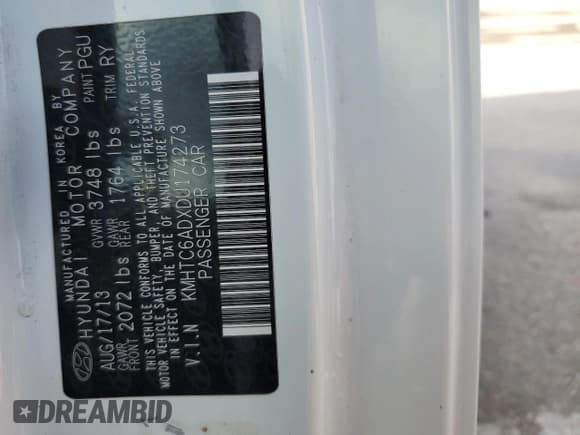 MANUFACTURED IN KOREA BY
HYUNDAI MOTOR COMPANY
AUG/17/13 GVWR 3748 lbs PAINT PGU
GAWR FRONT 2072 lbs GAWR REAR 1764 lbs TRIM RY
THIS VEHICLE CONFORMS TO ALL APPLICABLE U.S.A. FEDERAL
MOTOR VEHICLE SAFETY, BUMPER, AND THEFT PREVENTION STANDARDS
IN EFFECT ON THE DATE OF MANUFACTURE SHOWN ABOVE
V.I.N KMHTC6ADXDU174273
PASSENGER CAR
DREAMBID